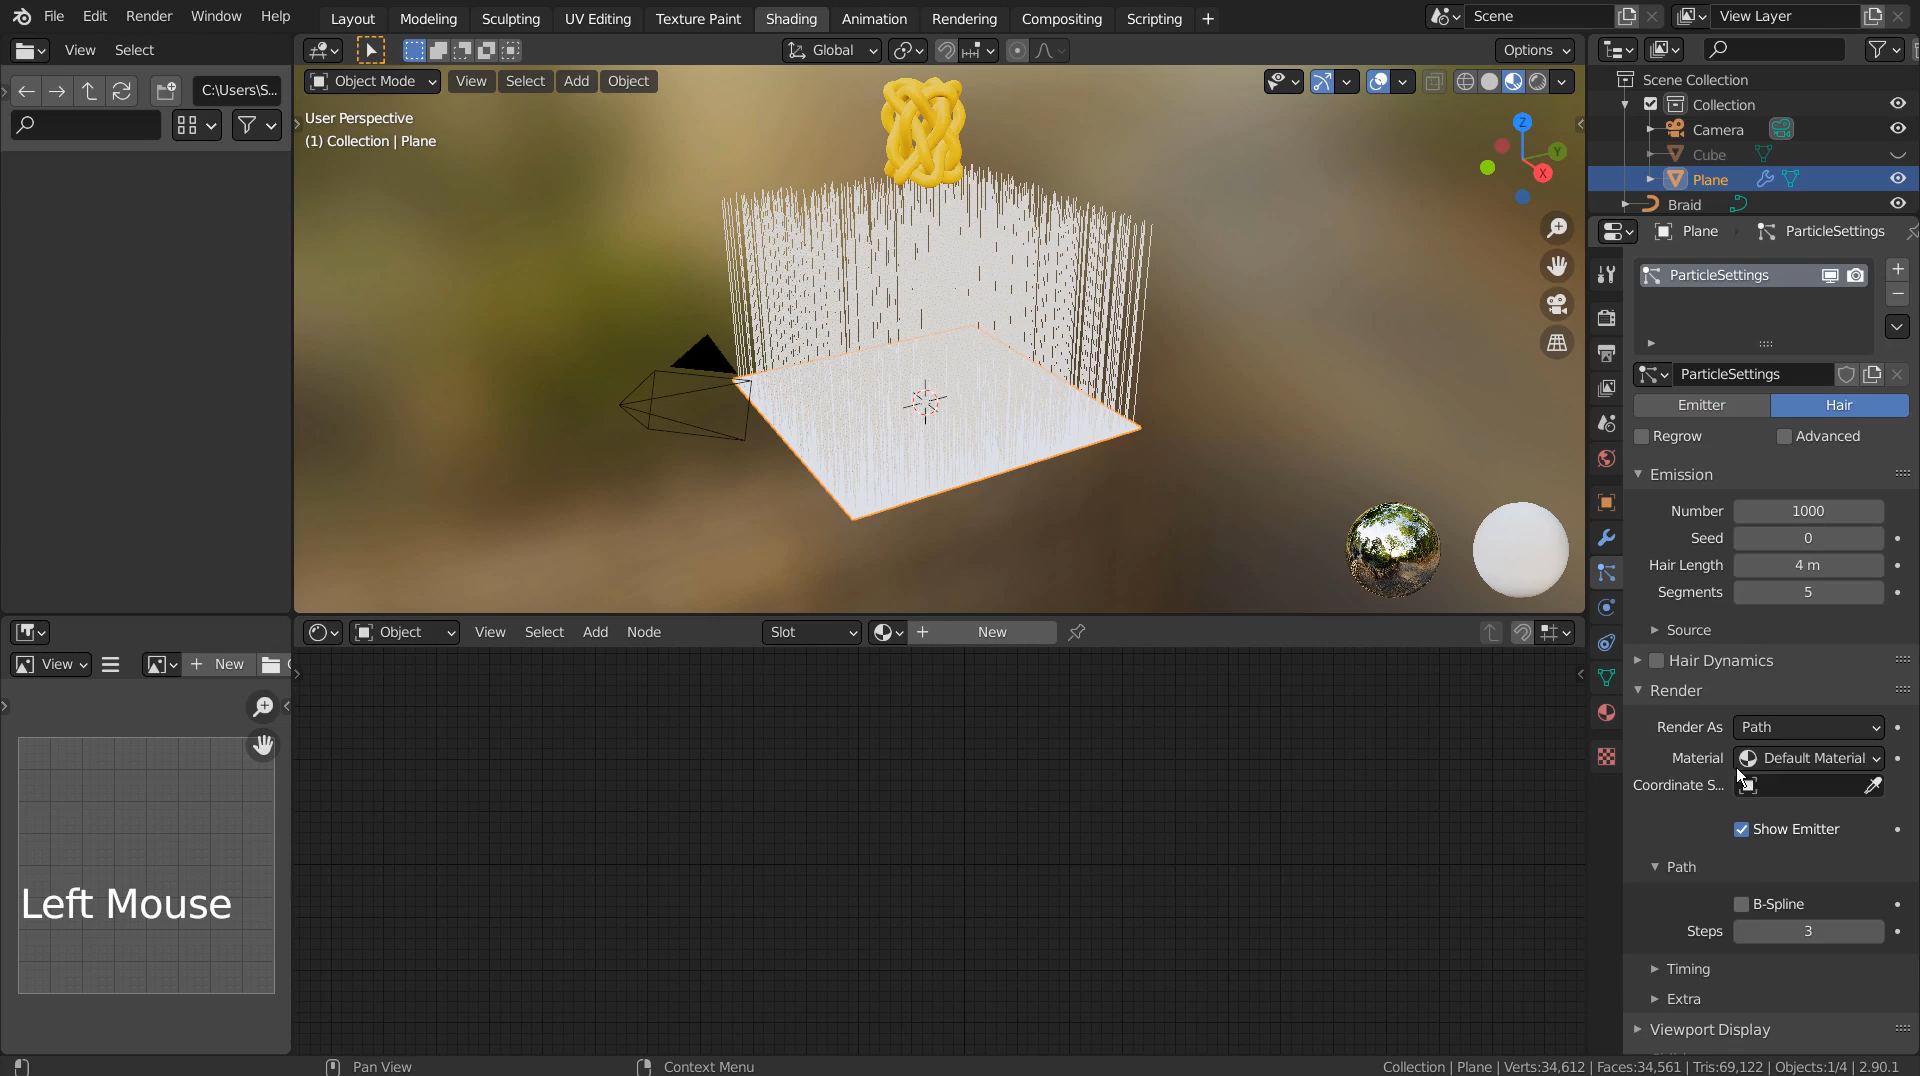 File Edit Render Window Help Layout Modeling Sculpting UV Editing Texture Paint Shading Animation Rendering Compositing Scripting + Scene View Layer
View Select Global Options
C:\Users\S...
Object Mode View Select Add Object
User Perspective
(1) Collection | Plane
Z
Y
X
Scene Collection
Collection
Camera
Cube
Plane
Braid
Plane ParticleSettings
ParticleSettings
ParticleSettings
Emitter Hair
Regrow Advanced
Emission
Number 1000
Seed 0
Hair Length 4 m
Segments 5
Source
Hair Dynamics
Render
Render As Path
Material Default Material
Coordinate S...
Show Emitter
Path
B-Spline
Steps 3
Timing
Extra
Viewport Display
Object View Select Add Node Slot + New
View + New
Left Mouse
Pan View Context Menu Collection | Plane | Verts:34,612 | Faces:34,561 | Tris:69,122 | Objects:1/4 | 2.90.1